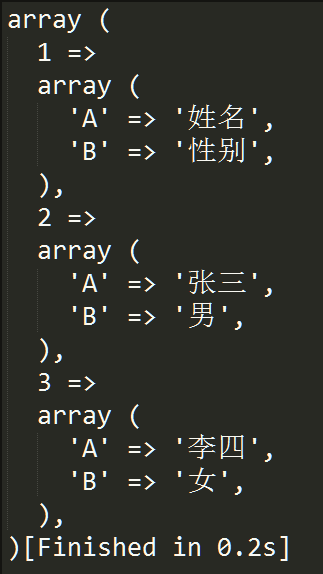 array (
  1 =>
  array (
    'A' => '姓名',
    'B' => '性别',
  ),
  2 =>
  array (
    'A' => '张三',
    'B' => '男',
  ),
  3 =>
  array (
    'A' => '李四',
    'B' => '女',
  ),
)[Finished in 0.2s]